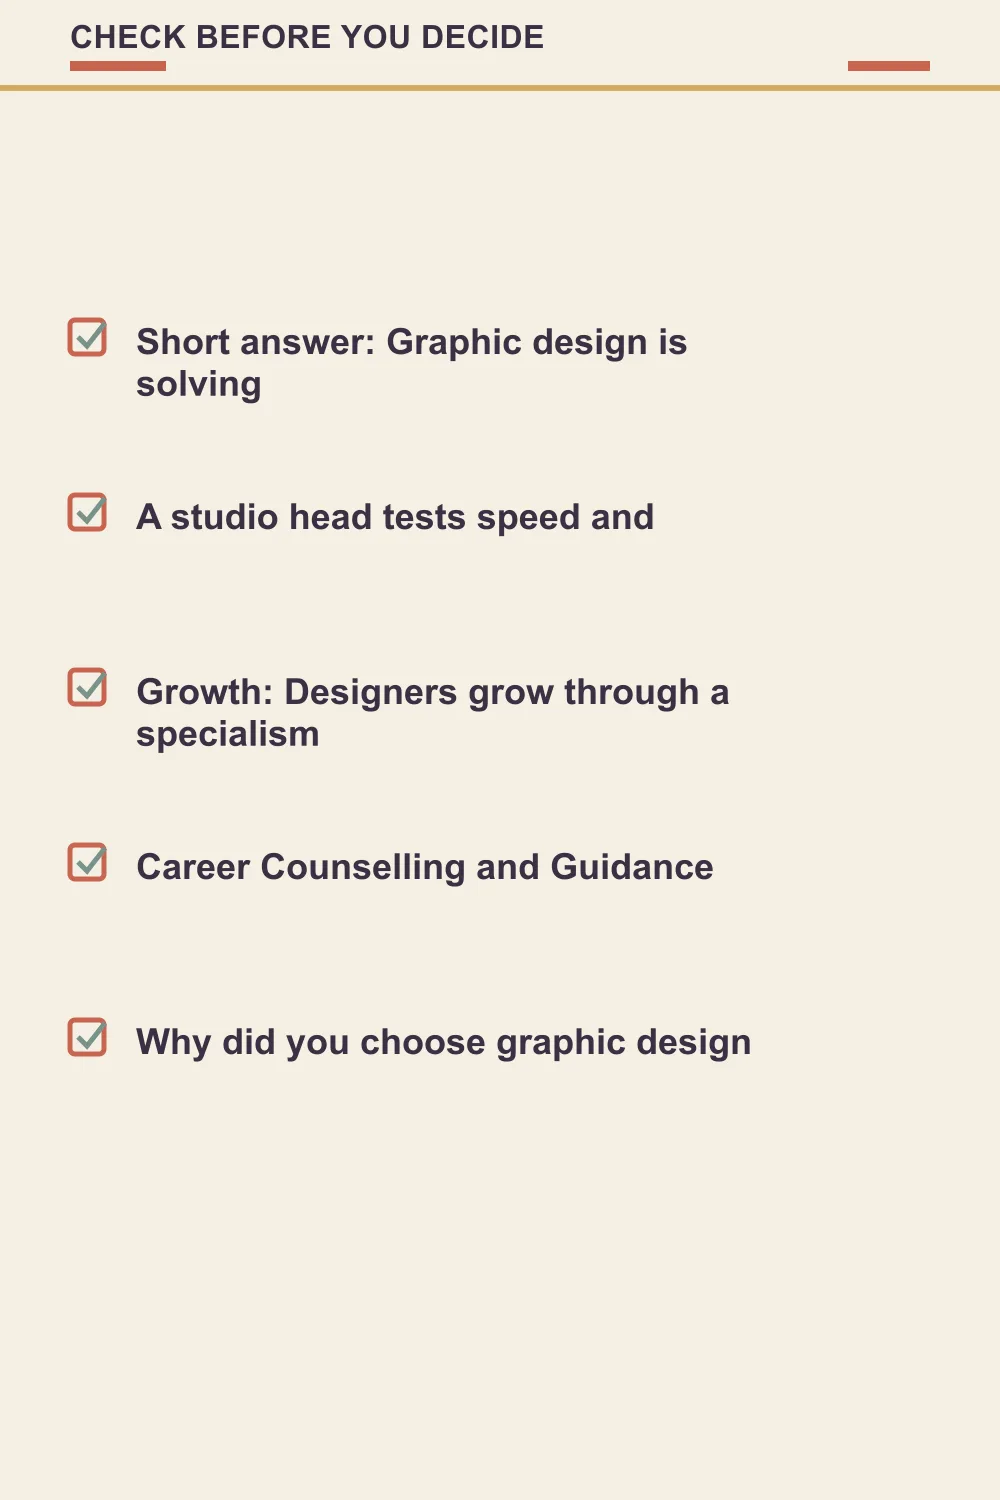 CHECK BEFORE YOU DECIDE
Short answer: Graphic design is
solving
A studio head tests speed and
Growth: Designers grow through a
specialism
Career Counselling and Guidance
Why did you choose graphic design